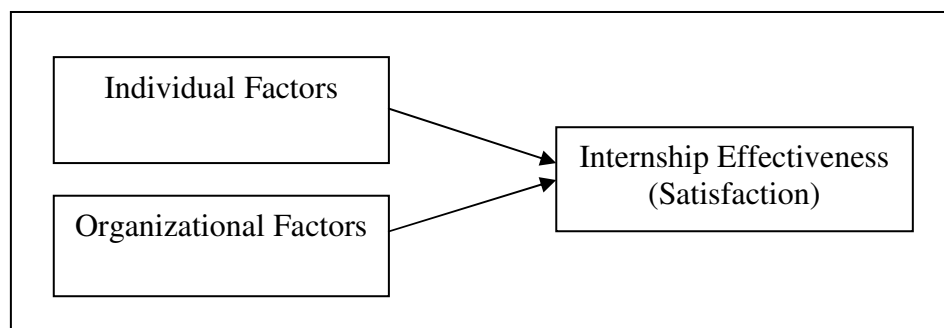 Individual Factors
Organizational Factors
Internship Effectiveness
(Satisfaction)